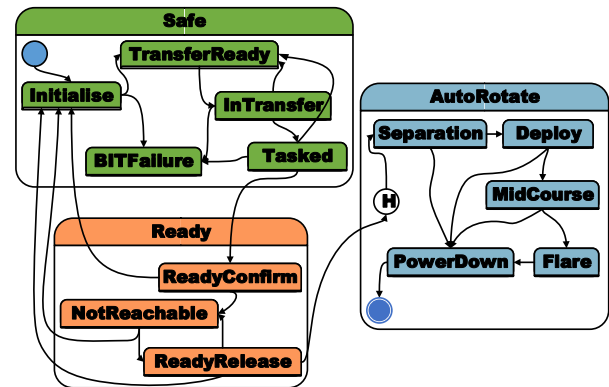 Safe
TransferReady
Initialise
InTransfer
BITFailure
Tasked
AutoRotate
Separation
Deploy
MidCourse
H
PowerDown
Flare
Ready
ReadyConfirm
NotReachable
ReadyRelease